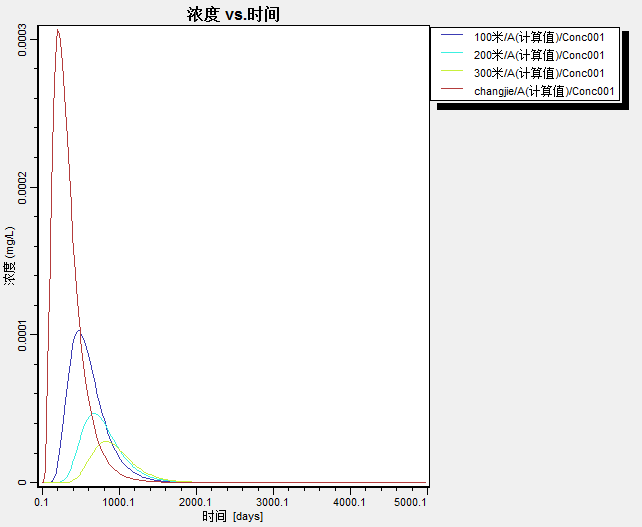 浓度 vs.时间
100米/A(计算值)/Conc001
200米/A(计算值)/Conc001
300米/A(计算值)/Conc001
changjie/A(计算值)/Conc001
浓度 (mg/L)
0.0003
0.0002
0.0001
0
0.1 1000.1 2000.1 3000.1 4000.1 5000.1
时间 [days]